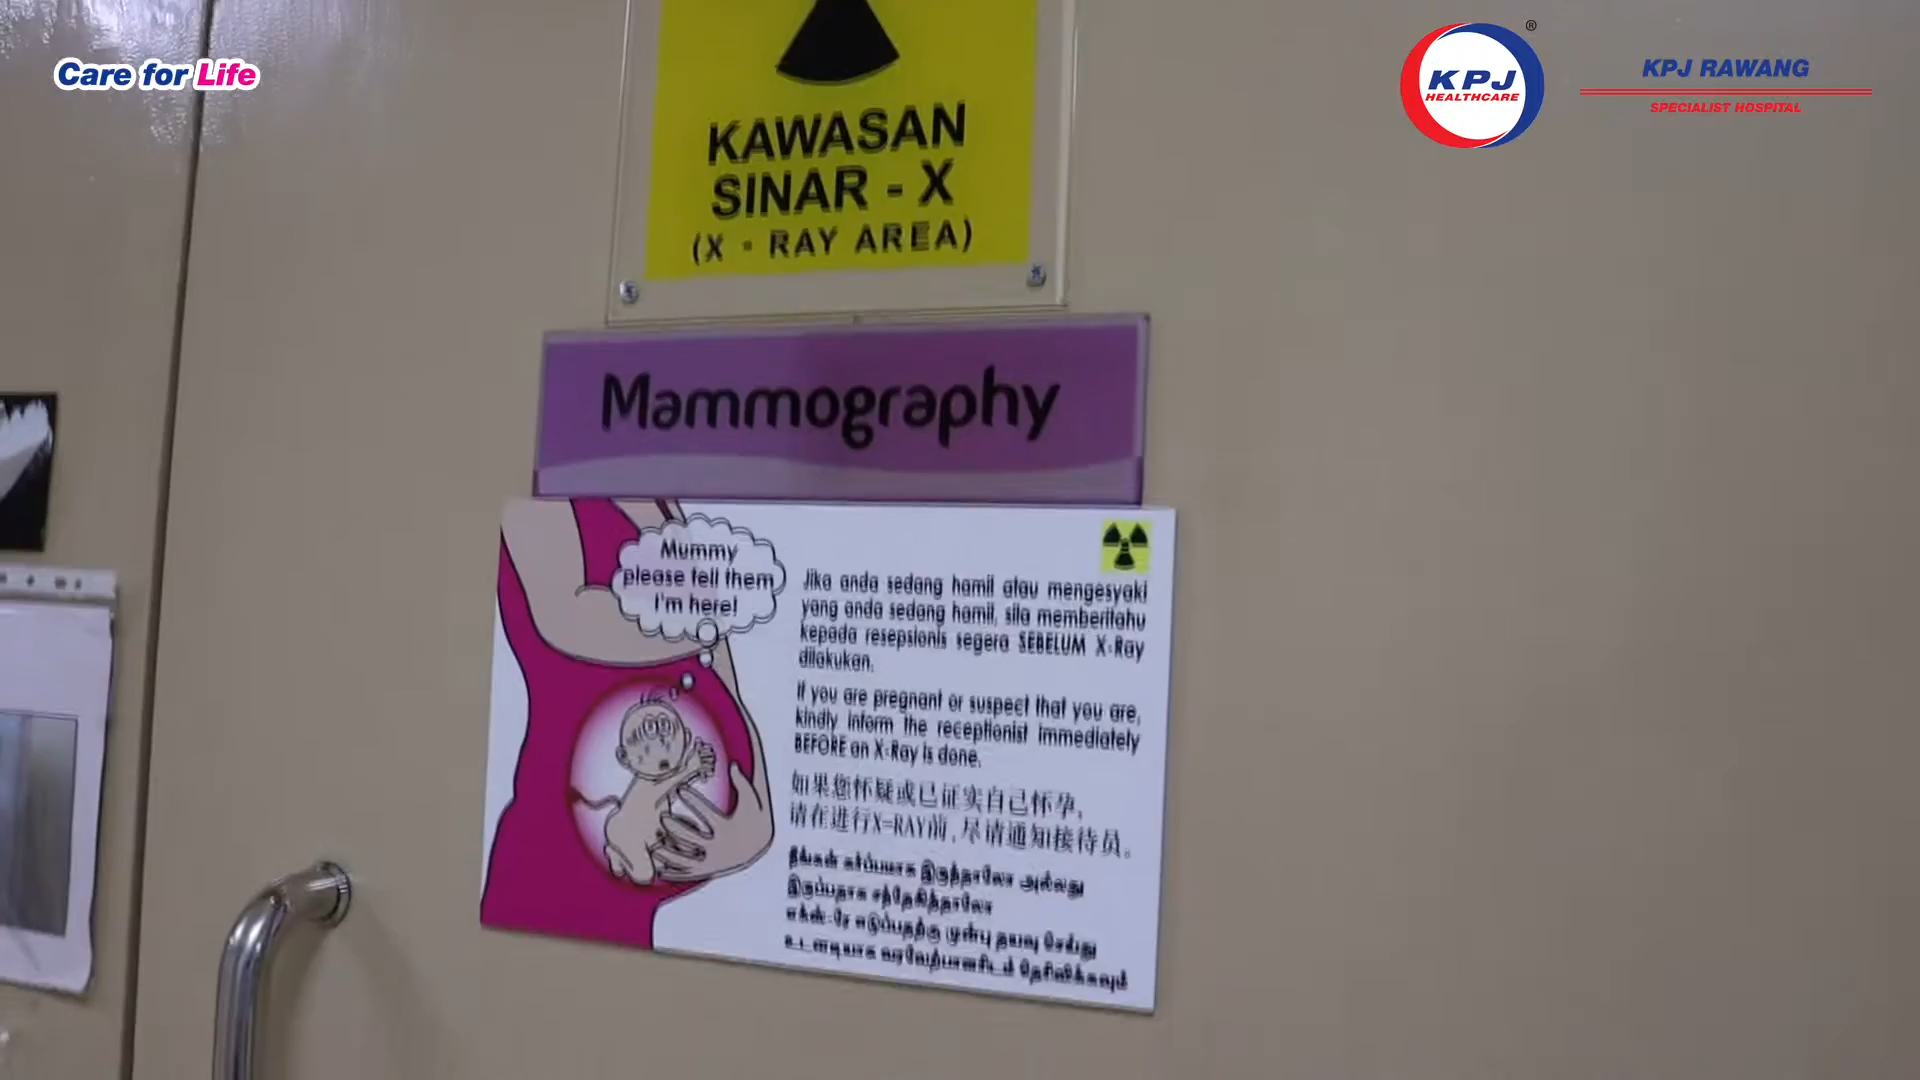 Care for Life
KPJ
HEALTHCARE
®
KPJ RAWANG
SPECIALIST HOSPITAL
KAWASAN
SINAR - X
(X - RAY AREA)
Mammography
Mummy
please tell them
I'm here!
Jika anda sedang hamil atau mengesyaki
yang anda sedang hamil, sila memberitahu
kepada resepsionis segera SEBELUM X-Ray
dilakukan.
If you are pregnant or suspect that you are,
kindly inform the receptionist immediately
BEFORE an X-Ray is done.
如果您怀疑或已证实自己怀孕,
请在进行X-RAY前,尽请通知接待员。